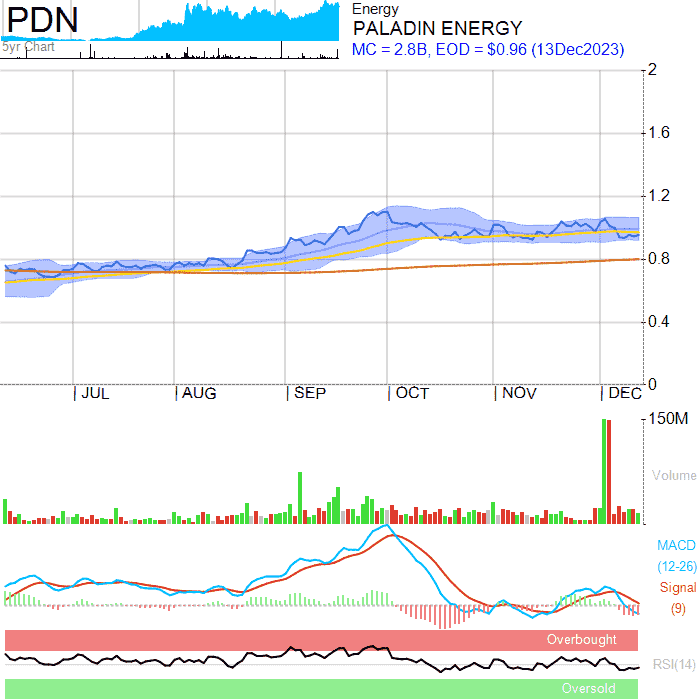 PDN
5yr Chart
Energy
PALADIN ENERGY
MC = 2.8B, EOD = $0.96 (13Dec2023)
2
1.6
1.2
0.8
0.4
0
JUL AUG SEP OCT NOV DEC
150M
Volume
MACD
(12-26)
Signal
(9)
Overbought
RSI(14)
Oversold